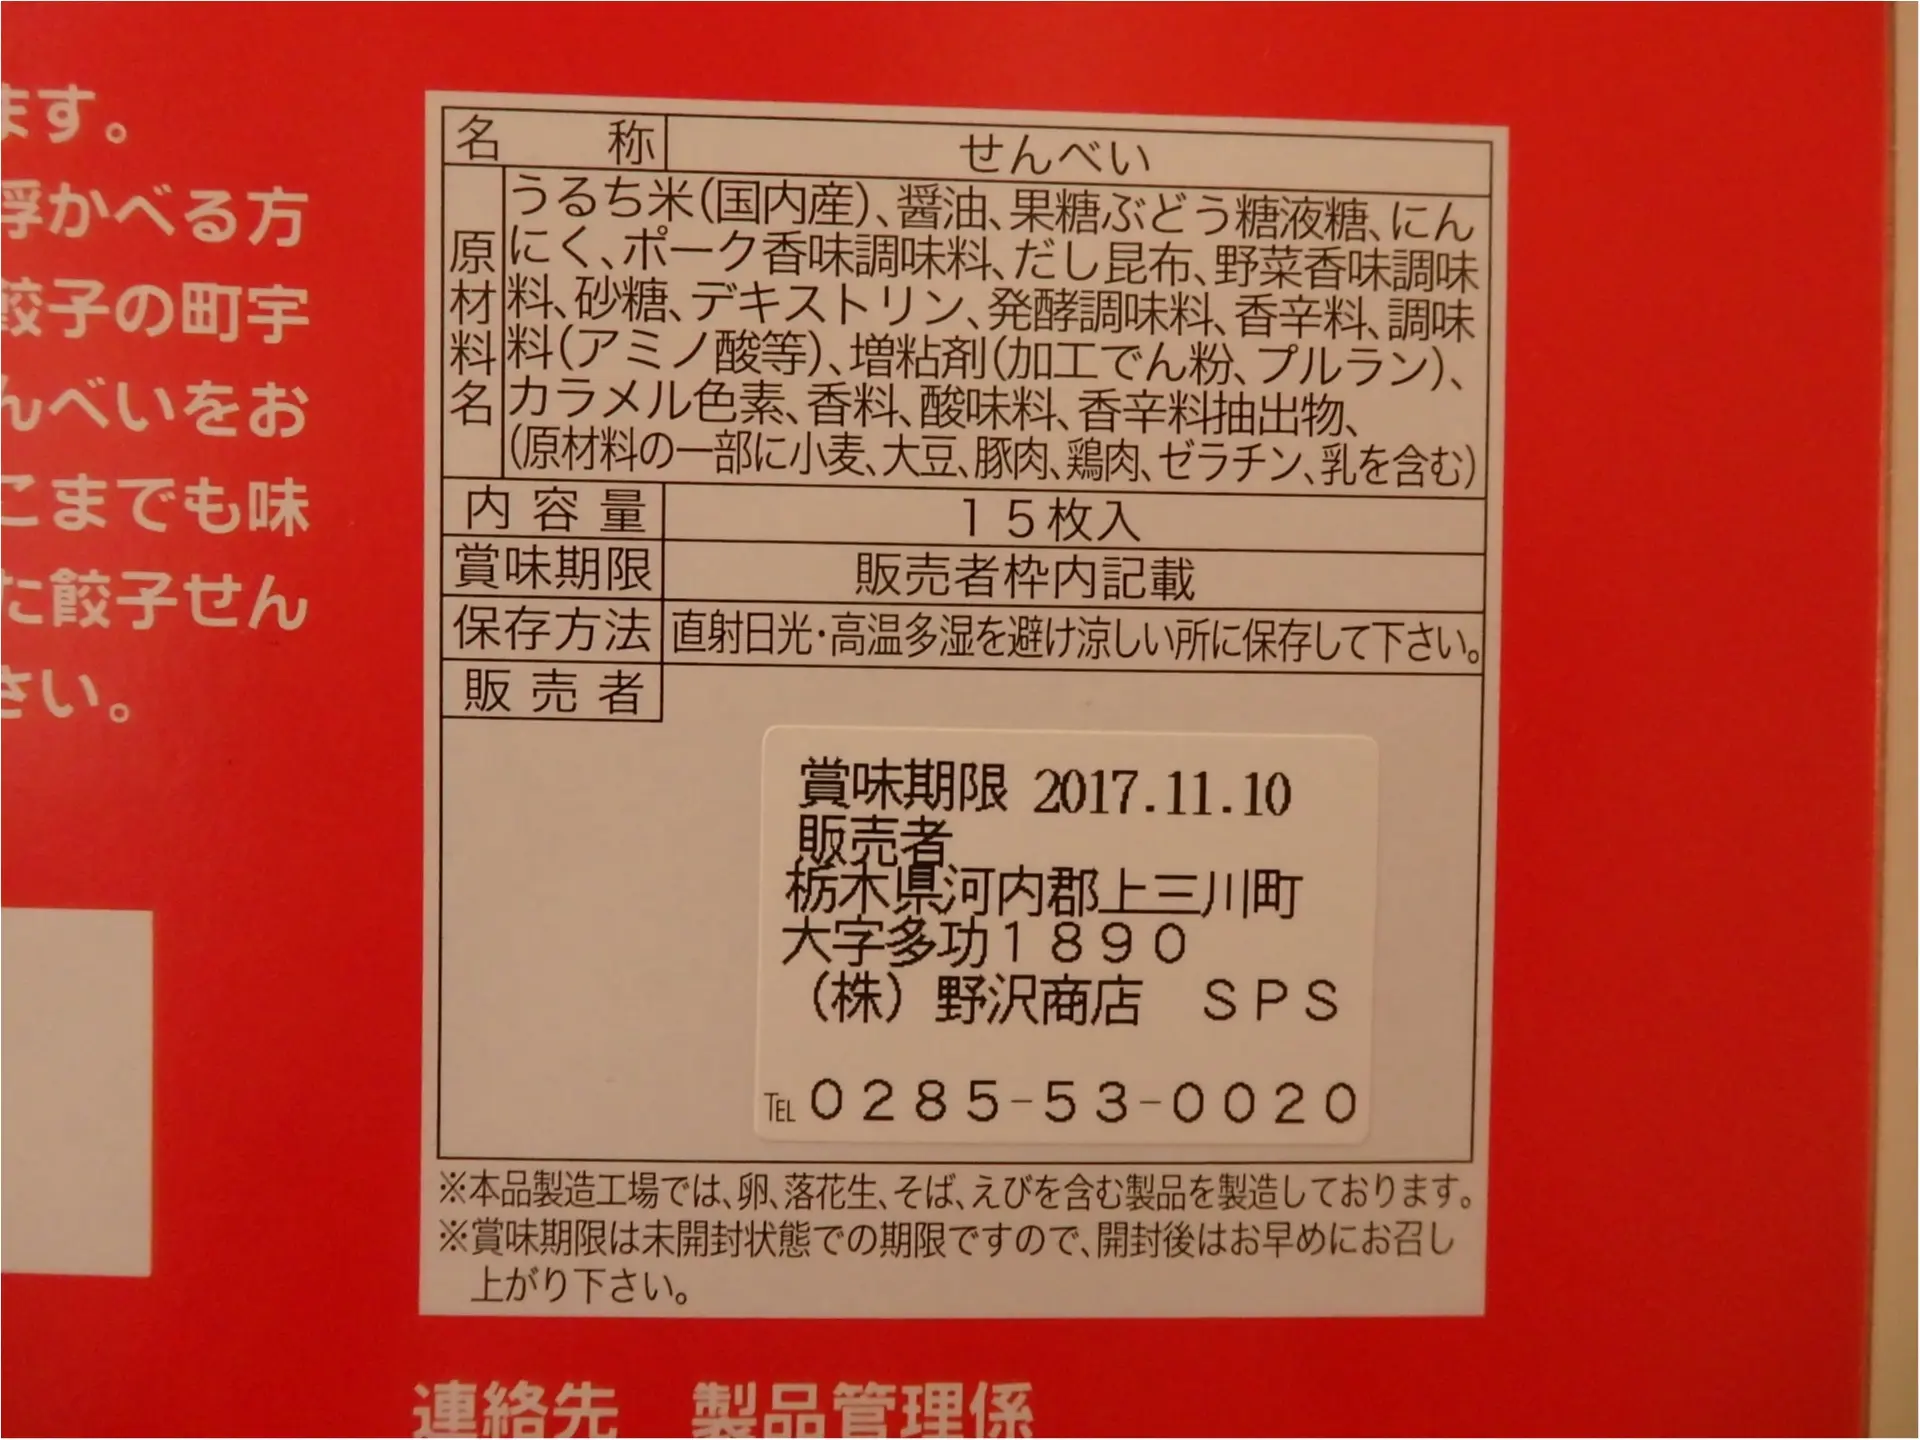 ます。
浮かべる方
餃子の町宇
んべいをお
こまでも味
た餃子せん
さい。
名称 せんべい
原材料名 うるち米(国内産)、醤油、果糖ぶどう糖液糖、にん
にく、ポーク香味調味料、だし昆布、野菜香味調味
料、砂糖、デキストリン、発酵調味料、香辛料、調味
料(アミノ酸等)、増粘剤(加工でん粉、プルラン)、
カラメル色素、香料、酸味料、香辛料抽出物、
(原材料の一部に小麦、大豆、豚肉、鶏肉、ゼラチン、乳を含む)
内容量 15枚入
賞味期限 販売者枠内記載
保存方法 直射日光・高温多湿を避け涼しい所に保存して下さい。
販売者
賞味期限 2017.11.10
販売者
栃木県河内郡上三川町
大字多功1890
(株)野沢商店 SPS
TEL 0285-53-0020
※本品製造工場では、卵、落花生、そば、えびを含む製品を製造しております。
※賞味期限は未開封状態での期限ですので、開封後はお早めにお召し
上がり下さい。
連絡先 製品管理係